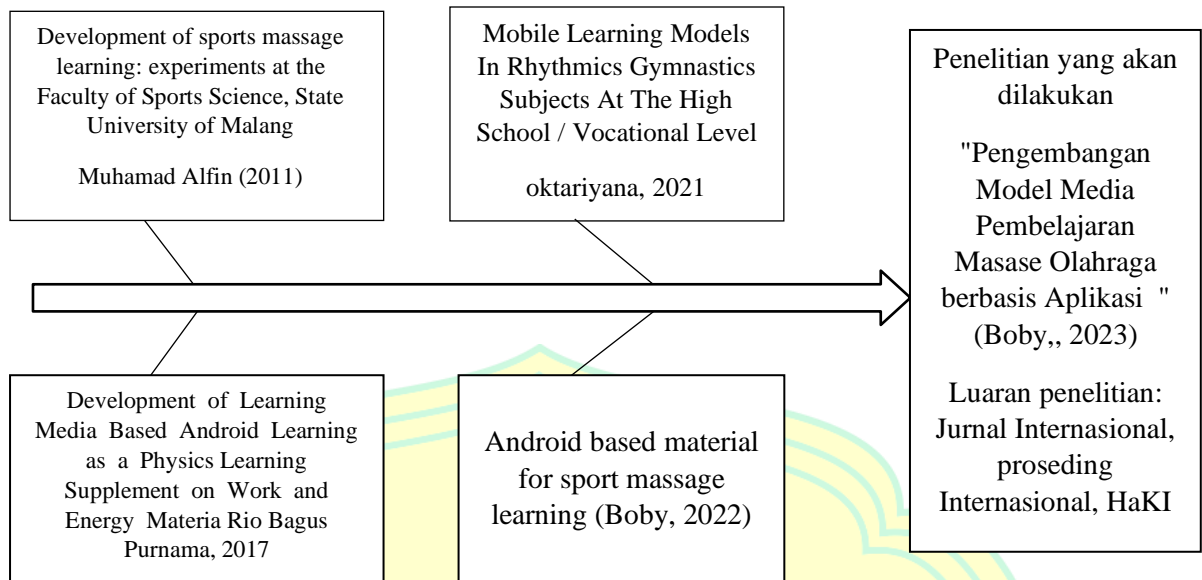 Development of sports massage
learning: experiments at the
Faculty of Sports Science, State
University of Malang
Muhamad Alfin (2011)
Mobile Learning Models
In Rhythmics Gymnastics
Subjects At The High
School / Vocational Level
oktariyana, 2021
Development of Learning
Media Based Android Learning
as a Physics Learning
Supplement on Work and
Energy Materia Rio Bagus
Purnama, 2017
Android based material
for sport massage
learning (Boby, 2022)
Penelitian yang akan
dilakukan
"Pengembangan
Model Media
Pembelajaran
Masase Olahraga
berbasis Aplikasi "
(Boby,, 2023)
Luaran penelitian:
Jurnal Internasional,
proseding
Internasional, HaKI